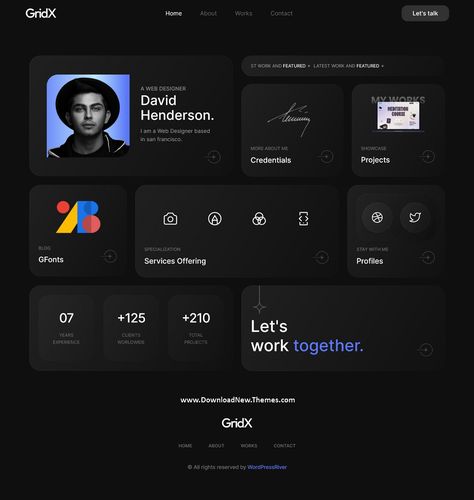 GridX
Home
About
Works
Contact
Let's talk
A WEB DESIGNER
David
Henderson.
I am a Web Designer based
in san francisco.
ST WORK AND FEATURED
LATEST WORK AND FEATURED
MORE ABOUT ME
Credentials
MY WORKS
MEDITATION
COURSE
SHOWCASE
Projects
BLOG
GFonts
SPECIALIZATION
Services Offering
STAY WITH ME
Profiles
07
YEARS
EXPERIENCE
+125
CLIENTS
WORLDWIDE
+210
TOTAL
PROJECTS
Let's
work together.
www.DownloadNew.Themes.com
GridX
HOME
ABOUT
WORKS
CONTACT
© All rights reserved by WordPressRiver